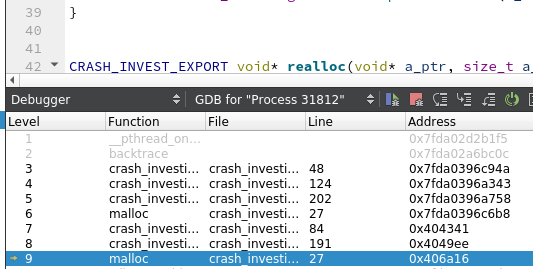 39 }
40
41
42 CRASH_INVEST_EXPORT void* realloc(void* a_ptr, size_t a_
Debugger GDB for "Process 31812"
Level Function File Line Address
1 __pthread_on... 0x7fda02d2b1f5
2 backtrace 0x7fda02a6bc0c
3 crash_investi... crash_investi... 48 0x7fda0396c94a
4 crash_investi... crash_investi... 124 0x7fda0396a343
5 crash_investi... crash_investi... 202 0x7fda0396a758
6 malloc crash_investi... 27 0x7fda0396c6b8
7 crash_investi... crash_investi... 84 0x404341
8 crash_investi... crash_investi... 191 0x4049ee
9 malloc crash_investi... 27 0x406a16